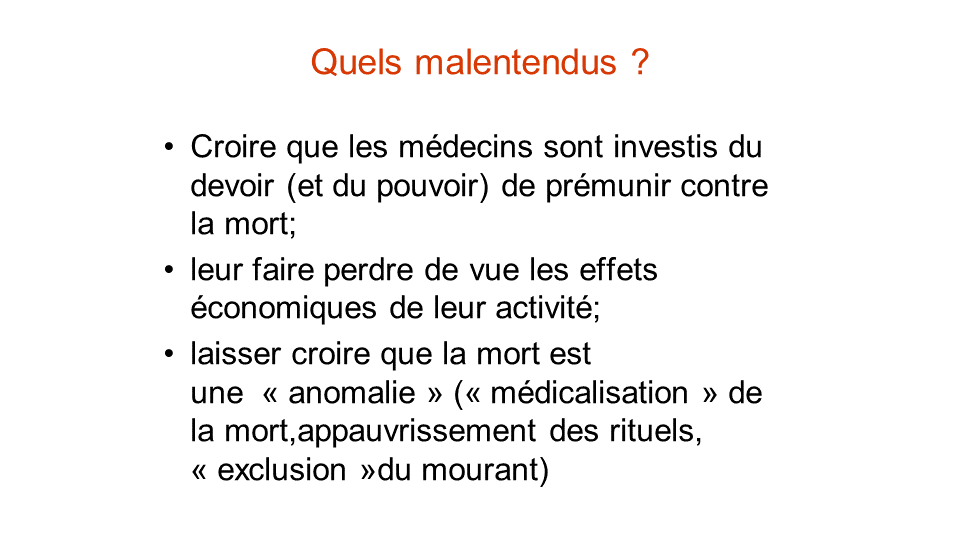 Quels malentendus ?
• Croire que les médecins sont investis du
devoir (et du pouvoir) de prémunir contre
la mort;
• leur faire perdre de vue les effets
économiques de leur activité;
• laisser croire que la mort est
une  « anomalie » (« médicalisation » de
la mort,appauvrissement des rituels,
« exclusion »du mourant)